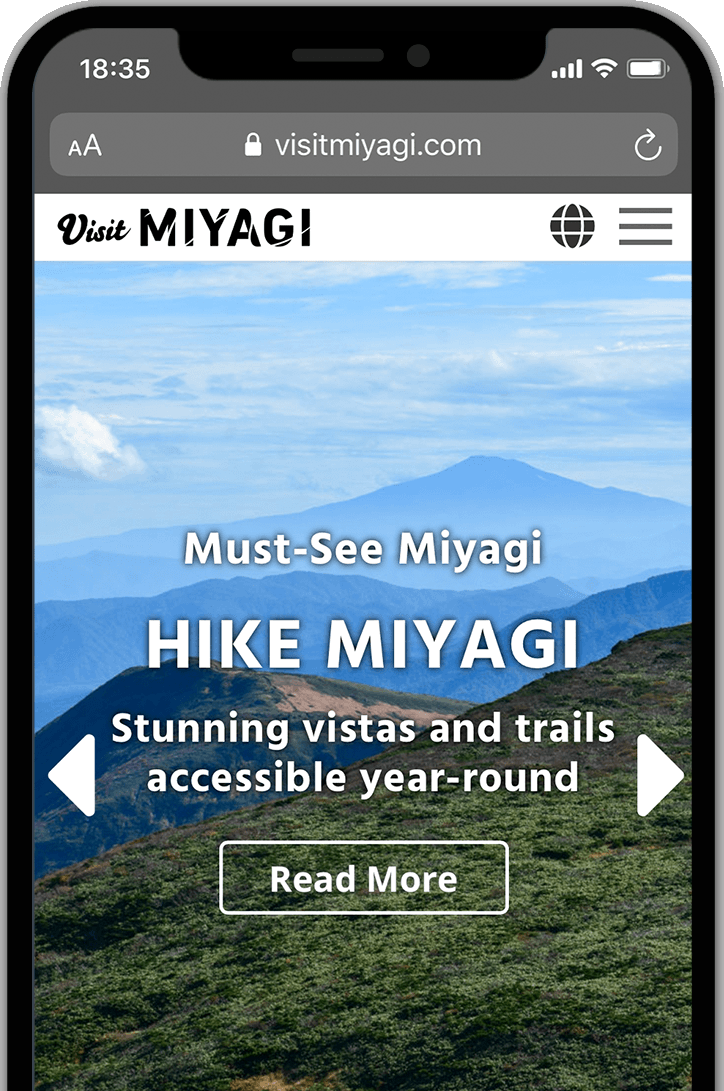 18:35
AA
visitmiyagi.com
Visit MIYAGI
Must-See Miyagi
HIKE MIYAGI
Stunning vistas and trails
accessible year-round
Read More